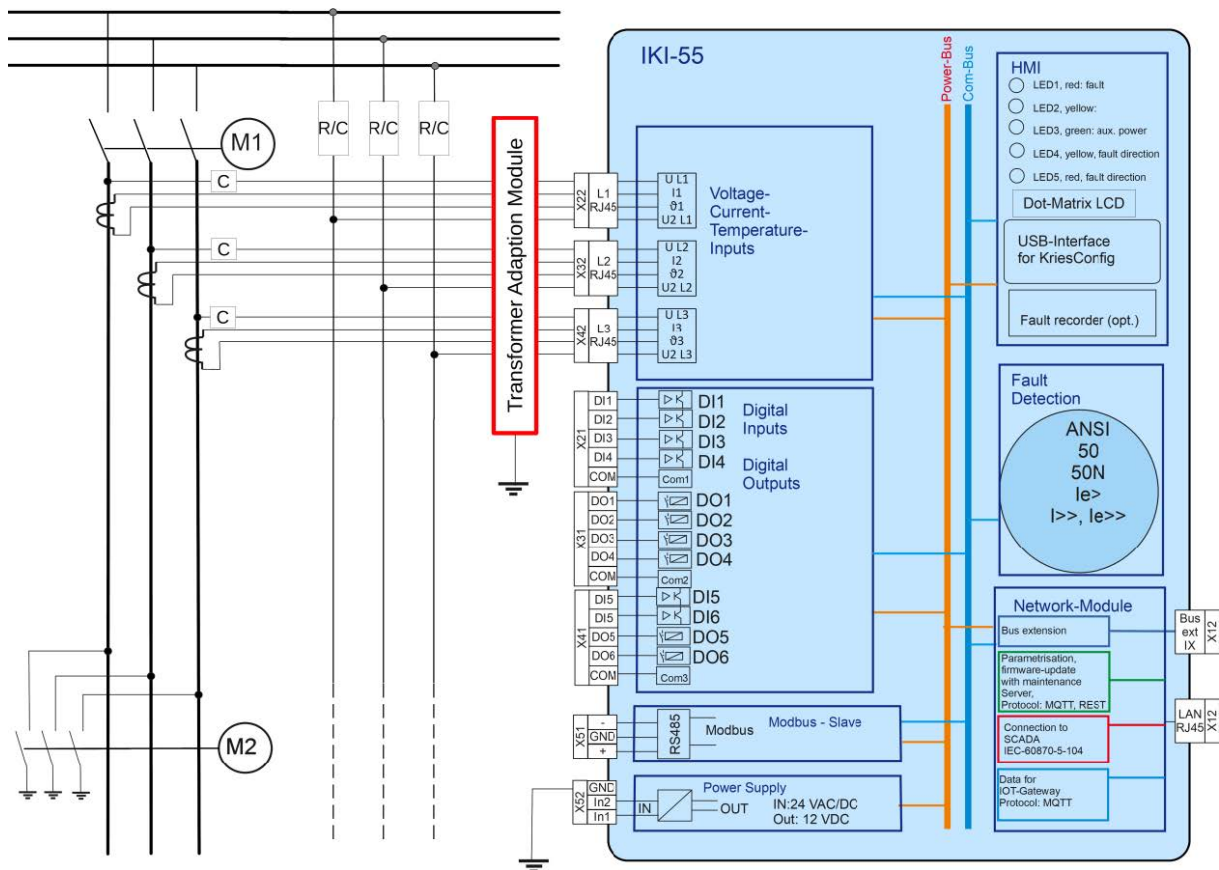 IKI-55
Power-Bus
Com-Bus
HMI
LED1, red: fault
LED2, yellow:
LED3, green: aux. power
LED4, yellow, fault direction
LED5, red, fault direction
Dot-Matrix LCD
USB-Interface
for KriesConfig
Fault recorder (opt.)
R/C
R/C
R/C
M1
C
C
C
Transformer Adaption Module
X22
L1
RJ45
U L1
I1
ϑ1
U2 L1
X32
L2
RJ45
U L2
I2
ϑ2
U2 L2
X42
L3
RJ45
U L3
I3
ϑ3
U2 L3
Voltage-
Current-
Temperature-
Inputs
X21
DI1
DI2
DI3
DI4
COM
Com1
DI1
DI2
DI3
DI4
Digital
Inputs
Digital
Outputs
X31
DO1
DO2
DO3
DO4
COM
Com2
DO1
DO2
DO3
DO4
X41
DI5
DI5
DO5
DO6
COM
Com3
DI5
DI6
DO5
DO6
Fault
Detection
ANSI
50
50N
Ie>
I>>, Ie>>
M2
X51
-
GND
+
RS485
Modbus
Modbus - Slave
X52
GND
In2
In1
IN
OUT
Power Supply
IN:24 VAC/DC
Out: 12 VDC
Network-Module
Bus extension
Parametrisation,
firmware-update
with maintenance
Server,
Protocol: MQTT, REST
Connection to
SCADA
IEC-60870-5-104
Data for
IOT-Gateway
Protocol: MQTT
Bus
ext
IX
X12
LAN
RJ45
X12